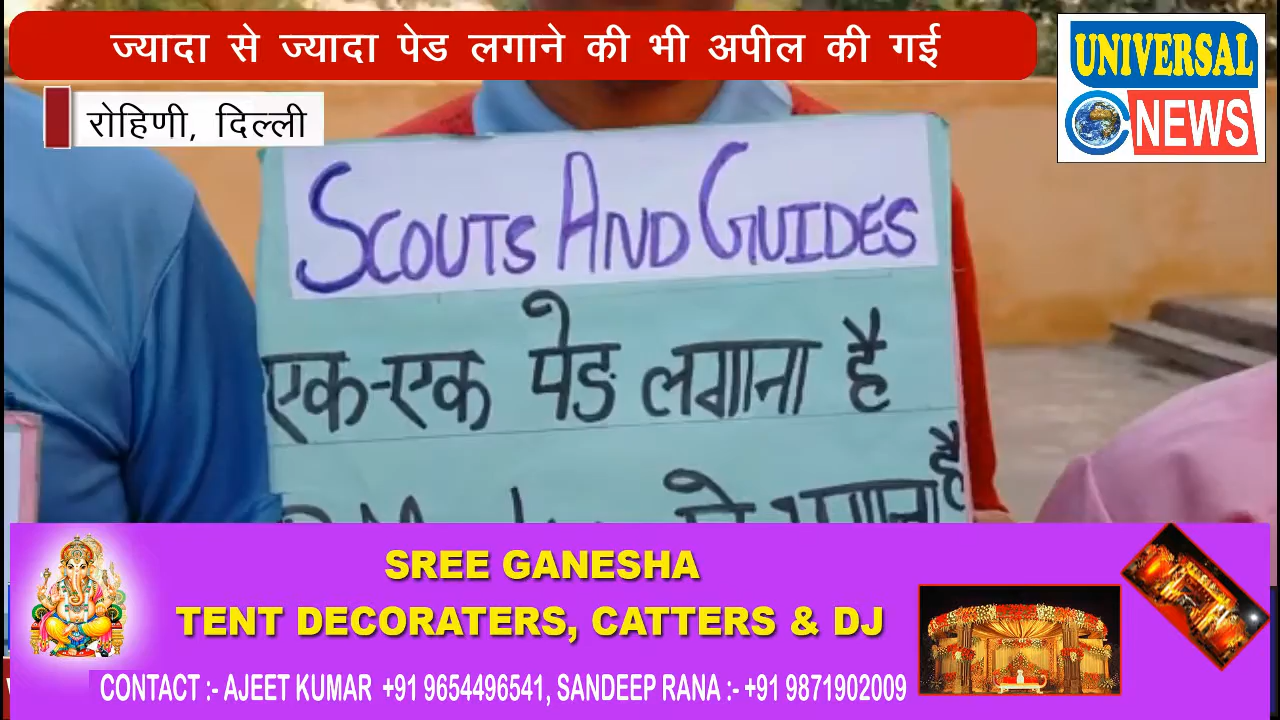 ज्यादा से ज्यादा पेड लगाने की भी अपील की गई
रोहिणी, दिल्ली
UNIVERSAL
NEWS
SCOUTS AND GUIDES
एक-एक पेड लगाना है
को भगाना है
SREE GANESHA
TENT DECORATERS, CATTERS & DJ
CONTACT :- AJEET KUMAR +91 9654496541, SANDEEP RANA :- +91 9871902009